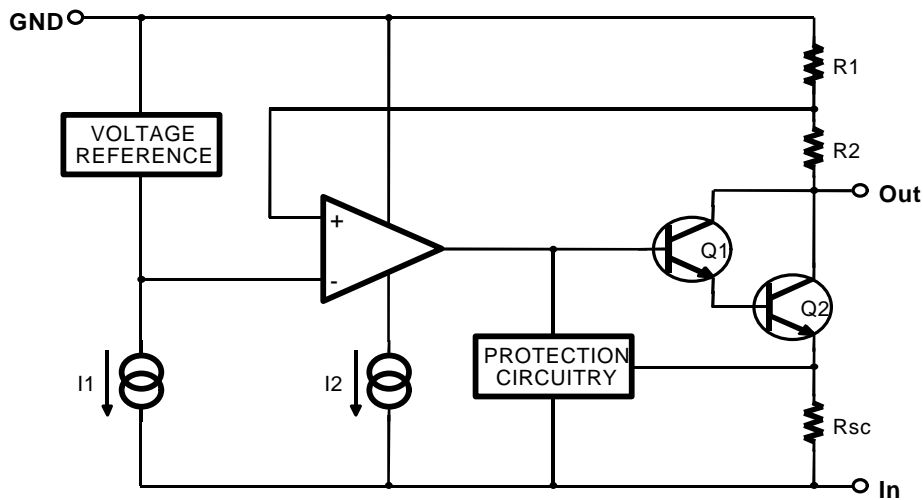 GND
R1
VOLTAGE
REFERENCE
R2
Out
+
Q1
-
Q2
I1
I2
PROTECTION
CIRCUITRY
Rsc
In